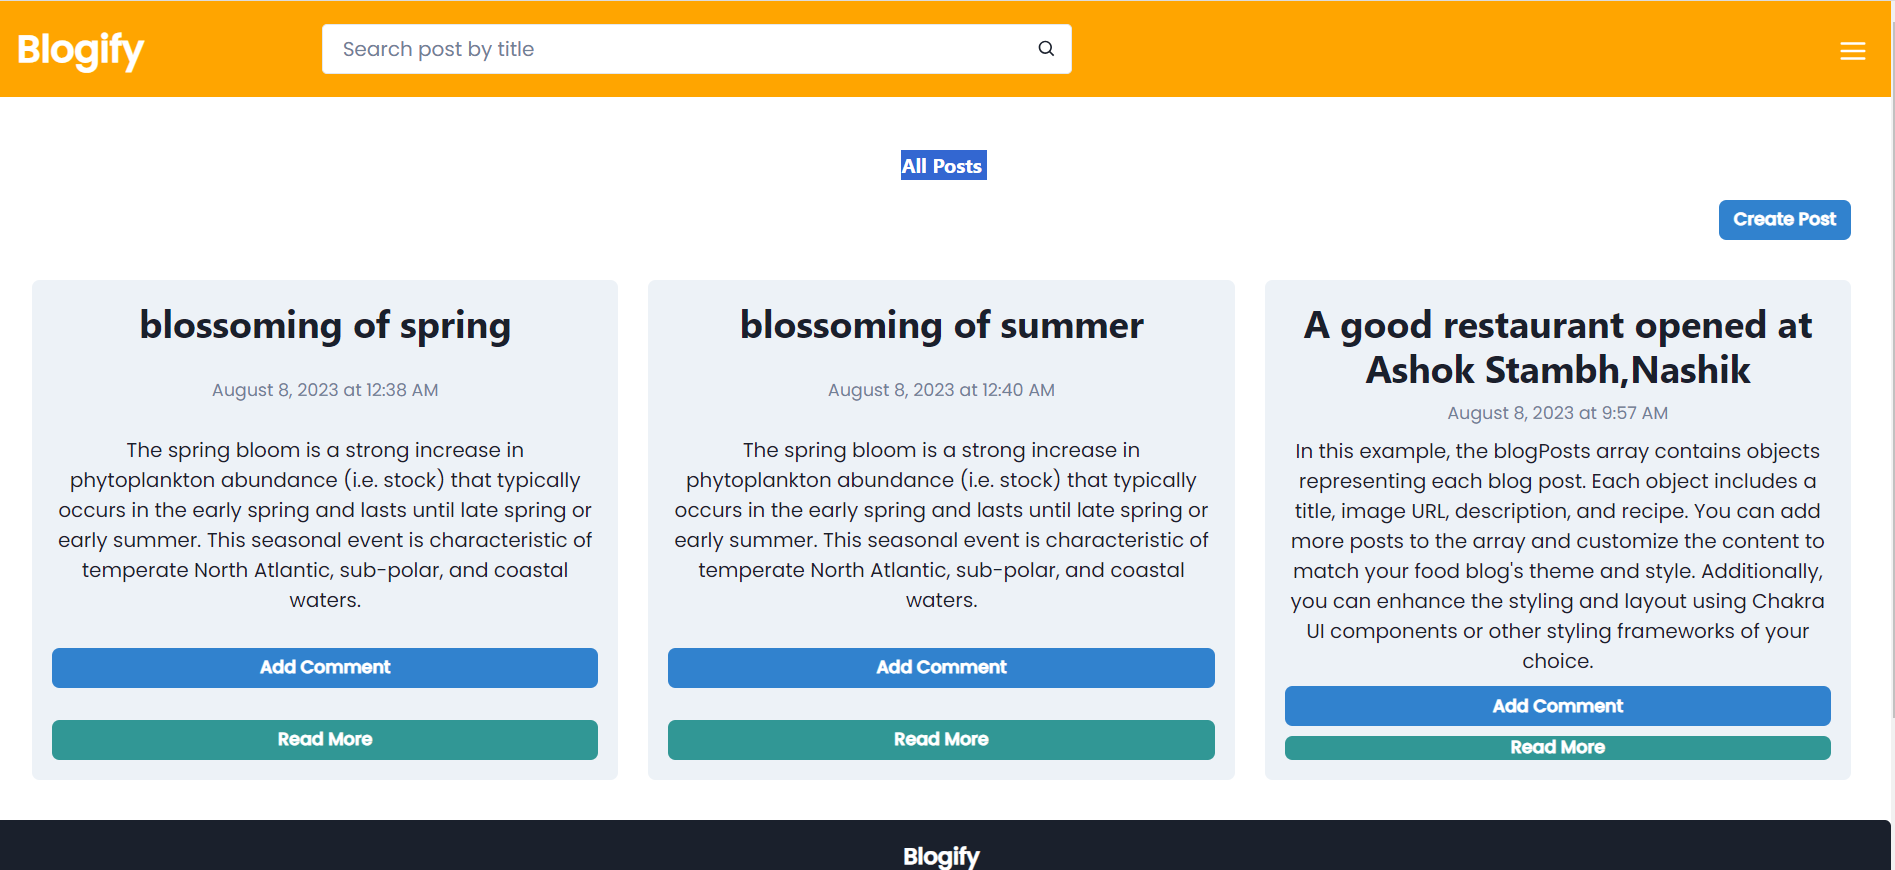 Blogify
Search post by title
All Posts
Create Post
blossoming of spring
August 8, 2023 at 12:38 AM
The spring bloom is a strong increase in
phytoplankton abundance (i.e. stock) that typically
occurs in the early spring and lasts until late spring or
early summer. This seasonal event is characteristic of
temperate North Atlantic, sub-polar, and coastal
waters.
Add Comment
Read More
blossoming of summer
August 8, 2023 at 12:40 AM
The spring bloom is a strong increase in
phytoplankton abundance (i.e. stock) that typically
occurs in the early spring and lasts until late spring or
early summer. This seasonal event is characteristic of
temperate North Atlantic, sub-polar, and coastal
waters.
Add Comment
Read More
A good restaurant opened at
Ashok Stambh,Nashik
August 8, 2023 at 9:57 AM
In this example, the blogPosts array contains objects
representing each blog post. Each object includes a
title, image URL, description, and recipe. You can add
more posts to the array and customize the content to
match your food blog's theme and style. Additionally,
you can enhance the styling and layout using Chakra
UI components or other styling frameworks of your
choice.
Add Comment
Read More
Blogify